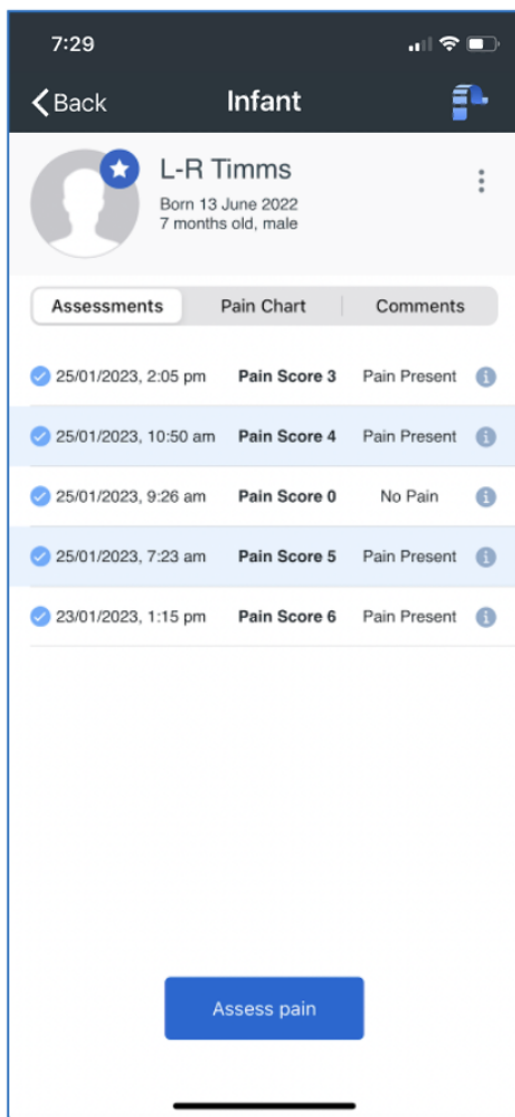 7:29
Back Infant
L-R Timms
Born 13 June 2022
7 months old, male
Assessments Pain Chart Comments
25/01/2023, 2:05 pm Pain Score 3 Pain Present i
25/01/2023, 10:50 am Pain Score 4 Pain Present i
25/01/2023, 9:26 am Pain Score 0 No Pain i
25/01/2023, 7:23 am Pain Score 5 Pain Present i
23/01/2023, 1:15 pm Pain Score 6 Pain Present i
Assess pain